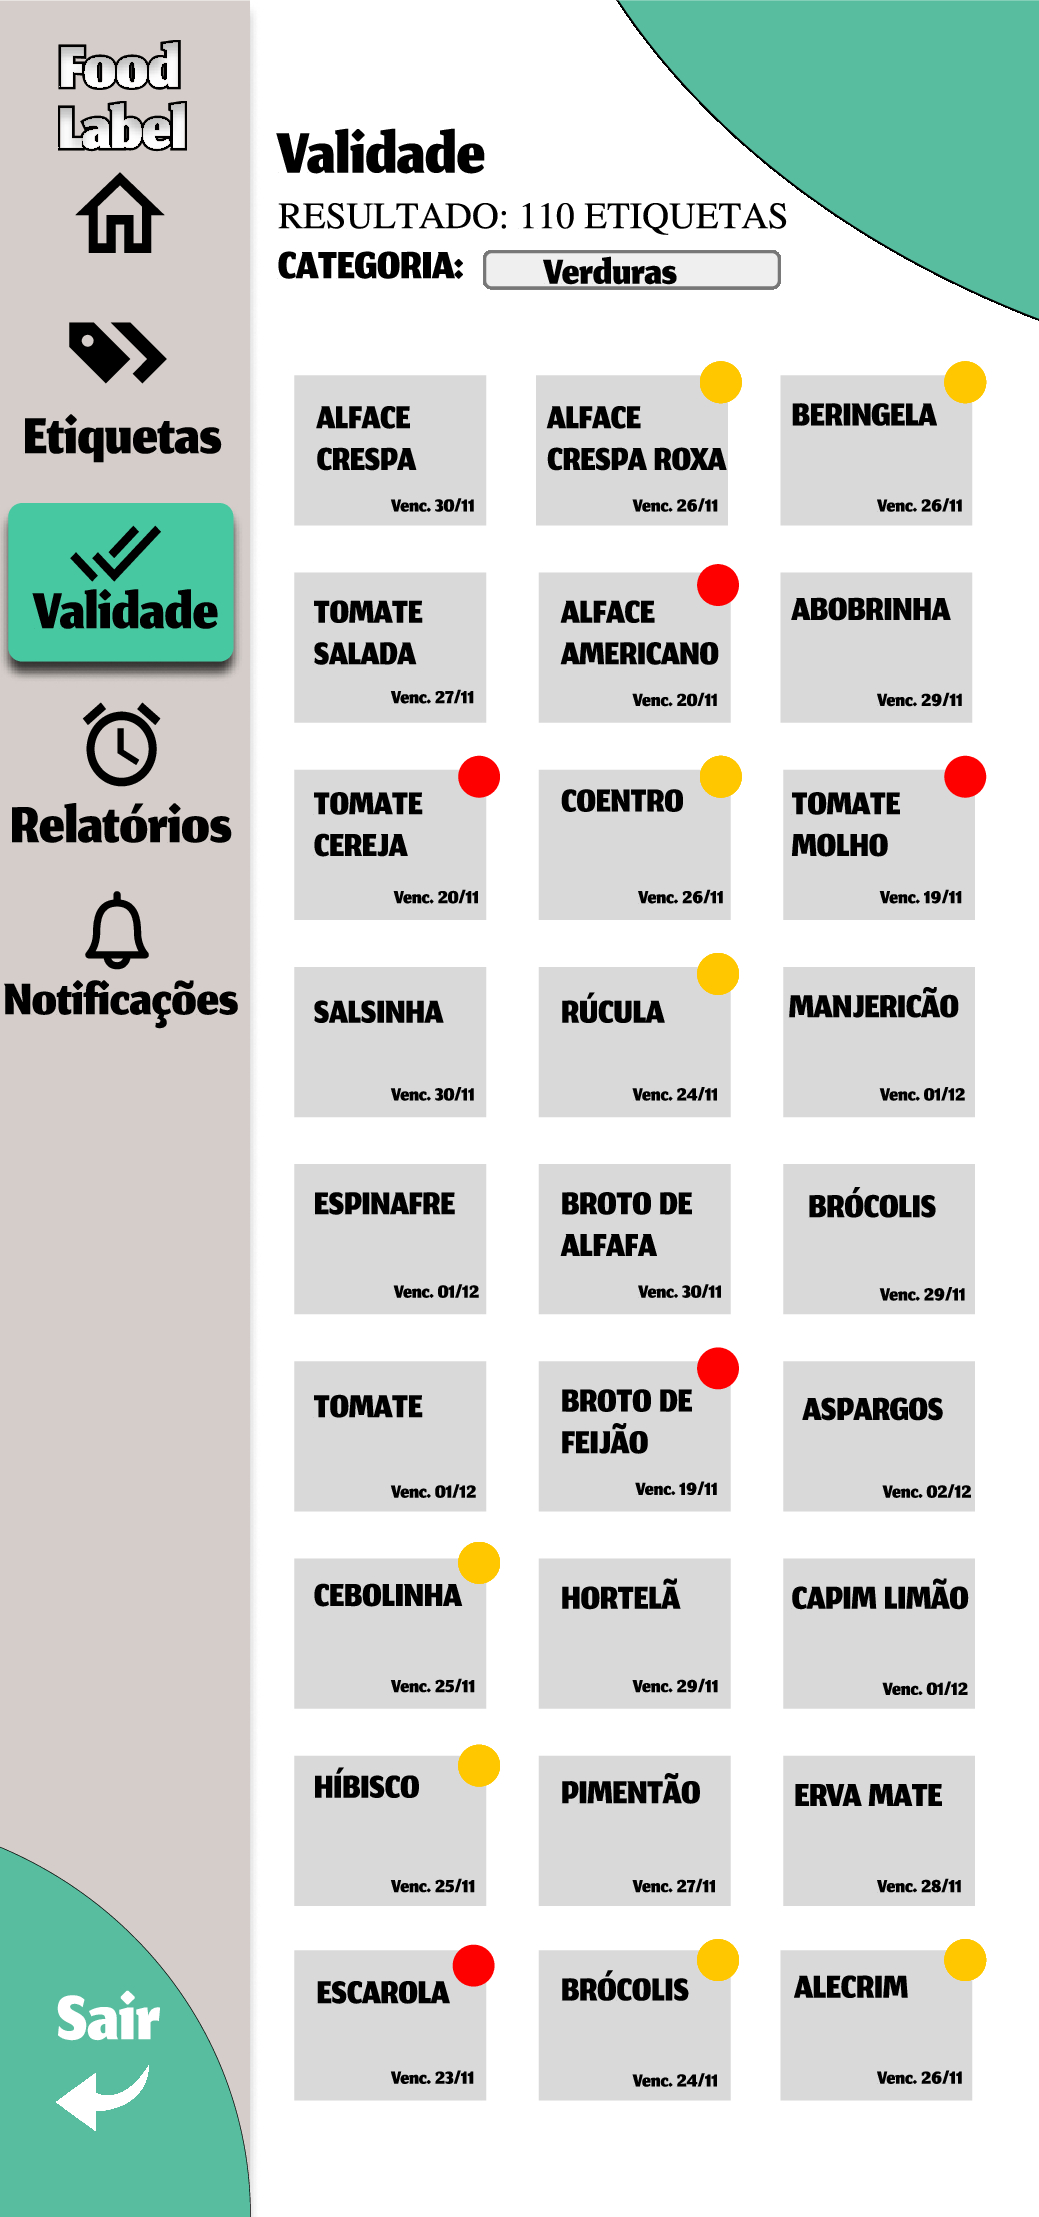 Food
Label
Etiquetas
Validade
Relatórios
Notificações
Sair
Validade
RESULTADO: 110 ETIQUETAS
CATEGORIA: Verduras
ALFACE
CRESPA
Venc. 30/11
ALFACE
CRESPA ROXA
Venc. 26/11
BERINGELA
Venc. 26/11
TOMATE
SALADA
Venc. 27/11
ALFACE
AMERICANO
Venc. 20/11
ABOBRINHA
Venc. 29/11
TOMATE
CEREJA
Venc. 20/11
COENTRO
Venc. 26/11
TOMATE
MOLHO
Venc. 19/11
SALSINHA
Venc. 30/11
RÚCULA
Venc. 24/11
MANJERICÃO
Venc. 01/12
ESPINAFRE
Venc. 01/12
BROTO DE
ALFAFA
Venc. 30/11
BRÓCOLIS
Venc. 29/11
TOMATE
Venc. 01/12
BROTO DE
FEIJÃO
Venc. 19/11
ASPARGOS
Venc. 02/12
CEBOLINHA
Venc. 25/11
HORTELÃ
Venc. 29/11
CAPIM LIMÃO
Venc. 01/12
HÍBISCO
Venc. 25/11
PIMENTÃO
Venc. 27/11
ERVA MATE
Venc. 28/11
ESCAROLA
Venc. 23/11
BRÓCOLIS
Venc. 24/11
ALECRIM
Venc. 26/11